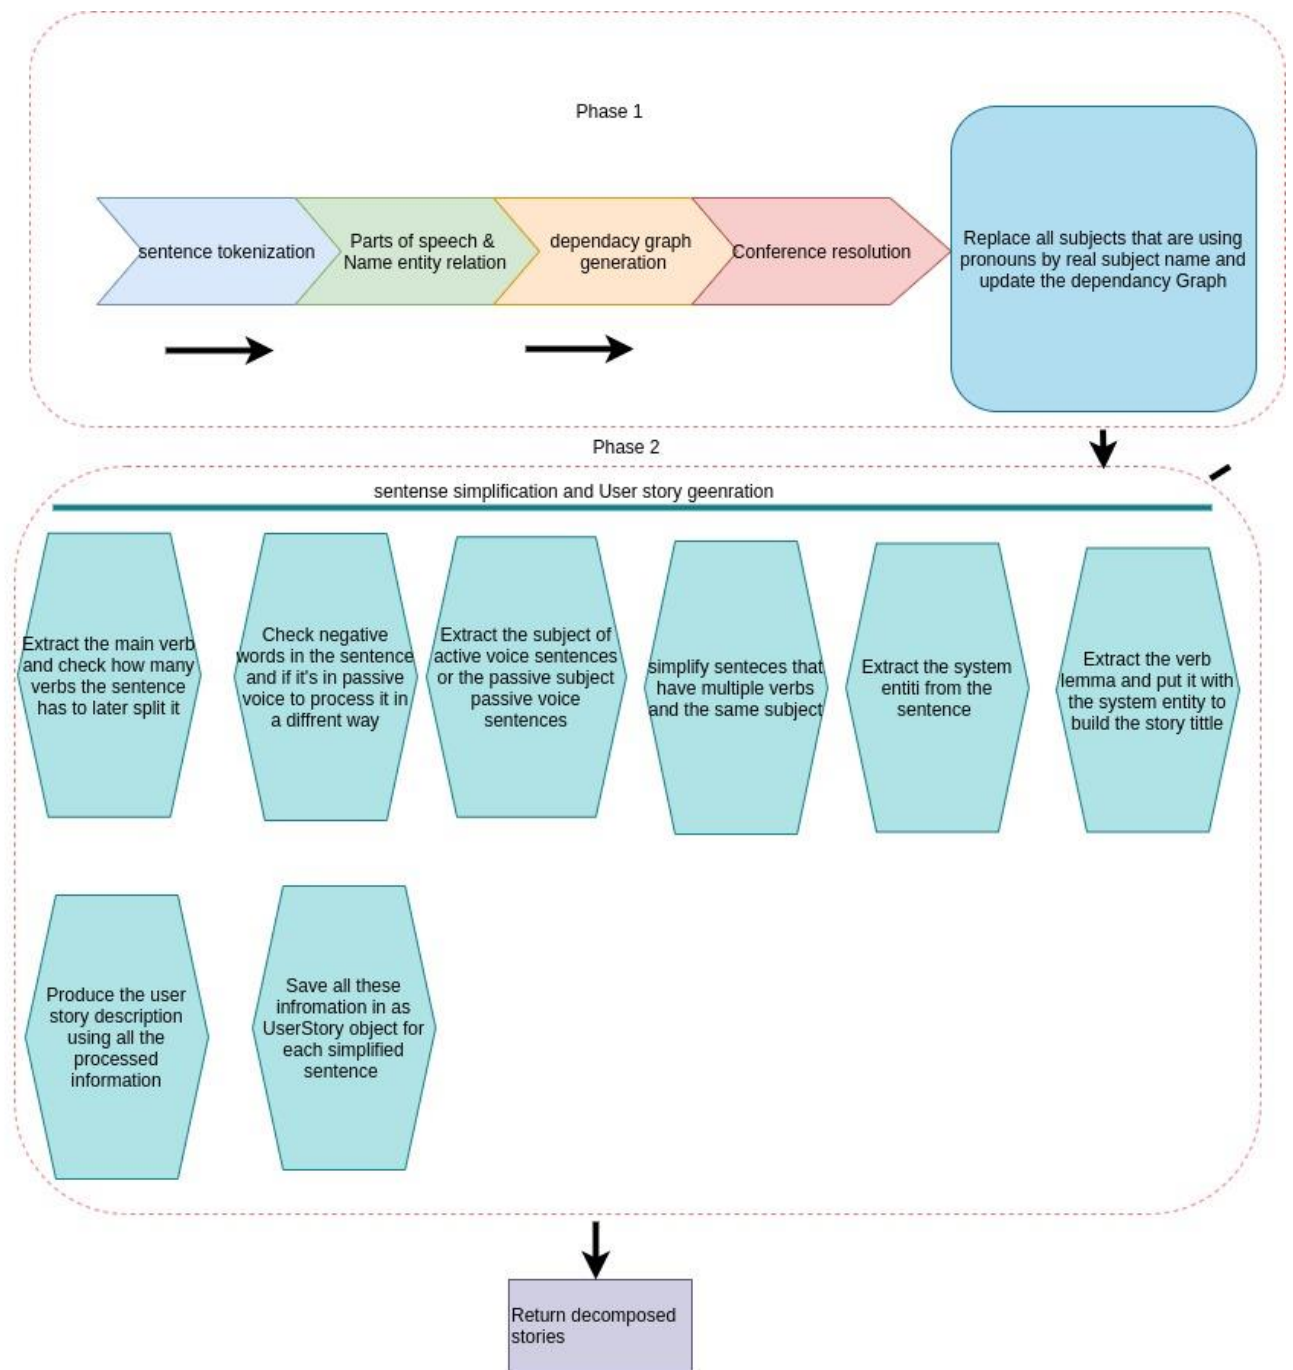 Phase 1
sentence tokenization
Parts of speech &
Name entity relation
dependacy graph
generation
Conference resolution
Replace all subjects that are using
pronouns by real subject name and
update the dependancy Graph
Phase 2
sentense simplification and User story geenration
Extract the main verb
and check how many
verbs the sentence
has to later split it
Check negative
words in the sentence
and if it's in passive
voice to process it in
a diffrent way
Extract the subject of
active voice sentences
or the passive subject
passive voice
sentences
simplify senteces that
have multiple verbs
and the same subject
Extract the system
entiti from the
sentence
Extract the verb
lemma and put it with
the system entity to
build the story tittle
Produce the user
story description
using all the
processed
information
Save all these
infromation in as
UserStory object for
each simplified
sentence
Return decomposed
stories